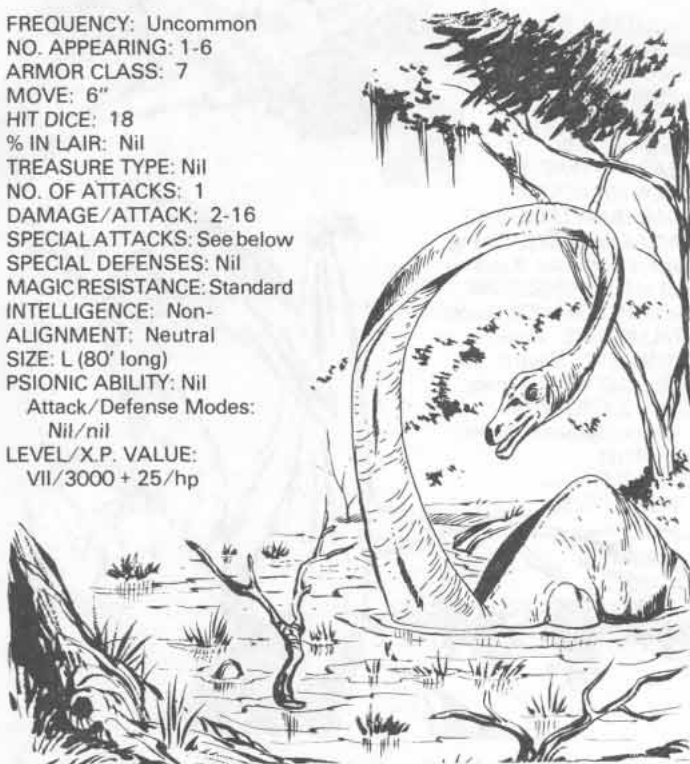 FREQUENCY: Uncommon
NO. APPEARING: 1-6
ARMOR CLASS: 7
MOVE: 6"
HIT DICE: 18
% IN LAIR: Nil
TREASURE TYPE: Nil
NO. OF ATTACKS: 1
DAMAGE/ATTACK: 2-16
SPECIAL ATTACKS: See below
SPECIAL DEFENSES: Nil
MAGIC RESISTANCE: Standard
INTELLIGENCE: Non-
ALIGNMENT: Neutral
SIZE: L (80' long)
PSIONIC ABILITY: Nil
Attack/Defense Modes:
Nil/nil
LEVEL/X.P. VALUE:
VII/3000 + 25/hp